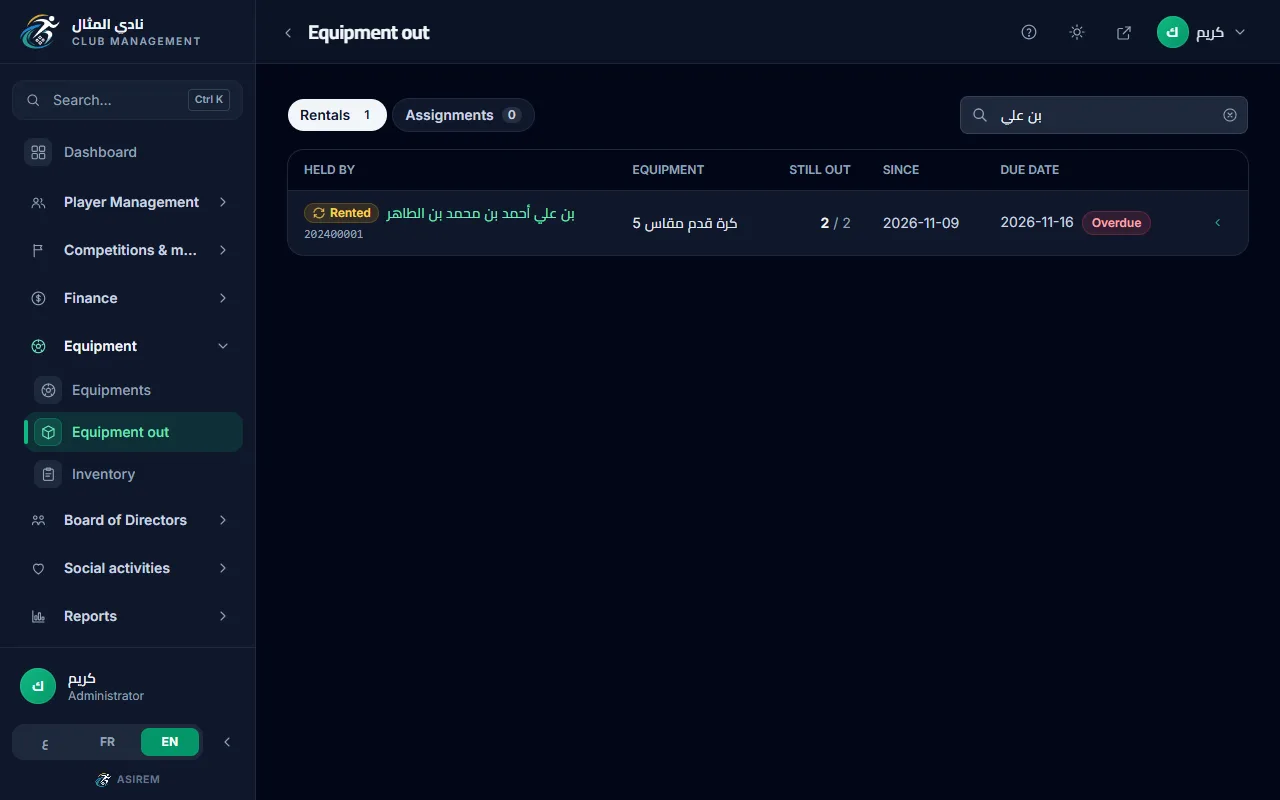 نادي المثال
CLUB MANAGEMENT
Search...
Ctrl K
Dashboard
Player Management
Competitions & m...
Finance
Equipment
Equipments
Equipment out
Inventory
Board of Directors
Social activities
Reports
ك
كريم
Administrator
ع
FR
EN
ASIREM
Equipment out
ك
كريم
Rentals 1
Assignments 0
بن علي
HELD BY
EQUIPMENT
STILL OUT
SINCE
DUE DATE
Rented
بن علي أحمد بن محمد بن الطاهر
202400001
كرة قدم مقاس 5
2 / 2
2026-11-09
2026-11-16
Overdue